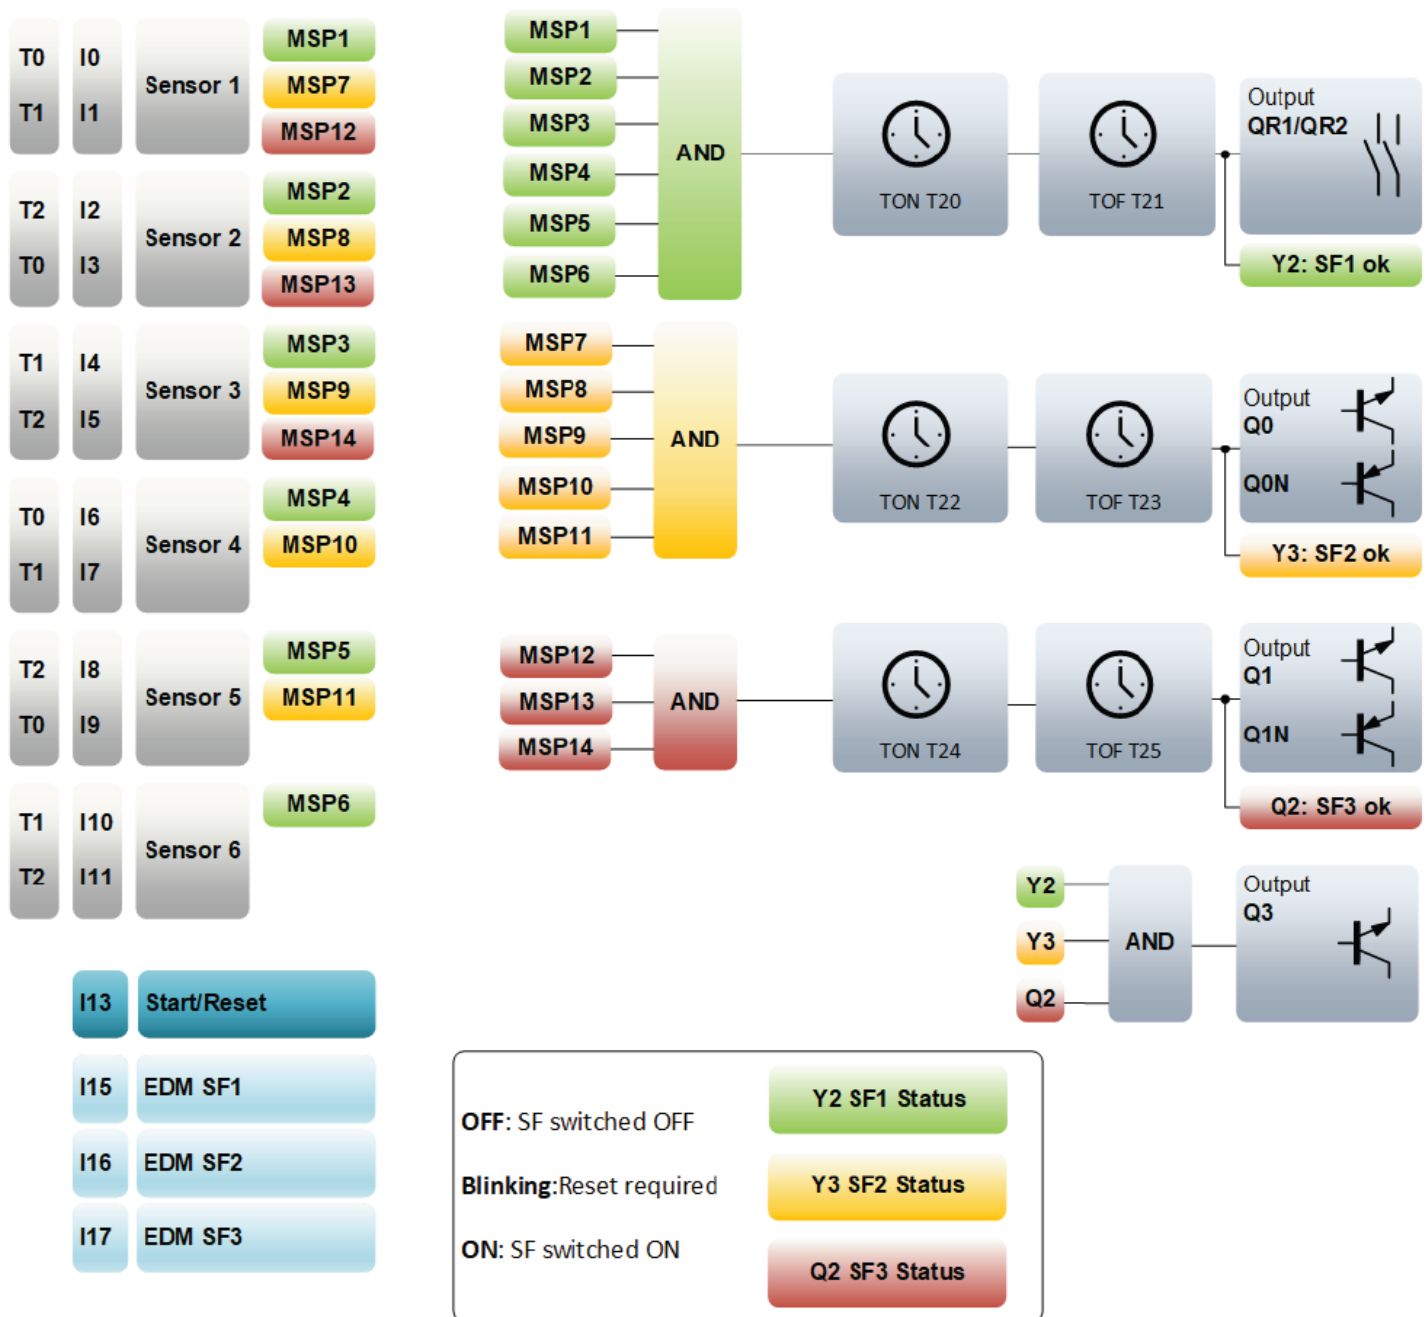 T0
I0
T1
I1
Sensor 1
MSP1
MSP7
MSP12
T2
I2
T0
I3
Sensor 2
MSP2
MSP8
MSP13
T1
I4
T2
I5
Sensor 3
MSP3
MSP9
MSP14
T0
I6
T1
I7
Sensor 4
MSP4
MSP10
T2
I8
T0
I9
Sensor 5
MSP5
MSP11
T1
I10
T2
I11
Sensor 6
MSP6
I13
Start/Reset
I15
EDM SF1
I16
EDM SF2
I17
EDM SF3
MSP1
MSP2
MSP3
MSP4
MSP5
MSP6
AND
TON T20
TOF T21
Output
QR1/QR2
Y2: SF1 ok
MSP7
MSP8
MSP9
MSP10
MSP11
AND
TON T22
TOF T23
Output
Q0
Q0N
Y3: SF2 ok
MSP12
MSP13
MSP14
AND
TON T24
TOF T25
Output
Q1
Q1N
Q2: SF3 ok
Y2
Y3
Q2
AND
Output
Q3
OFF: SF switched OFF
Blinking:Reset required
ON: SF switched ON
Y2 SF1 Status
Y3 SF2 Status
Q2 SF3 Status